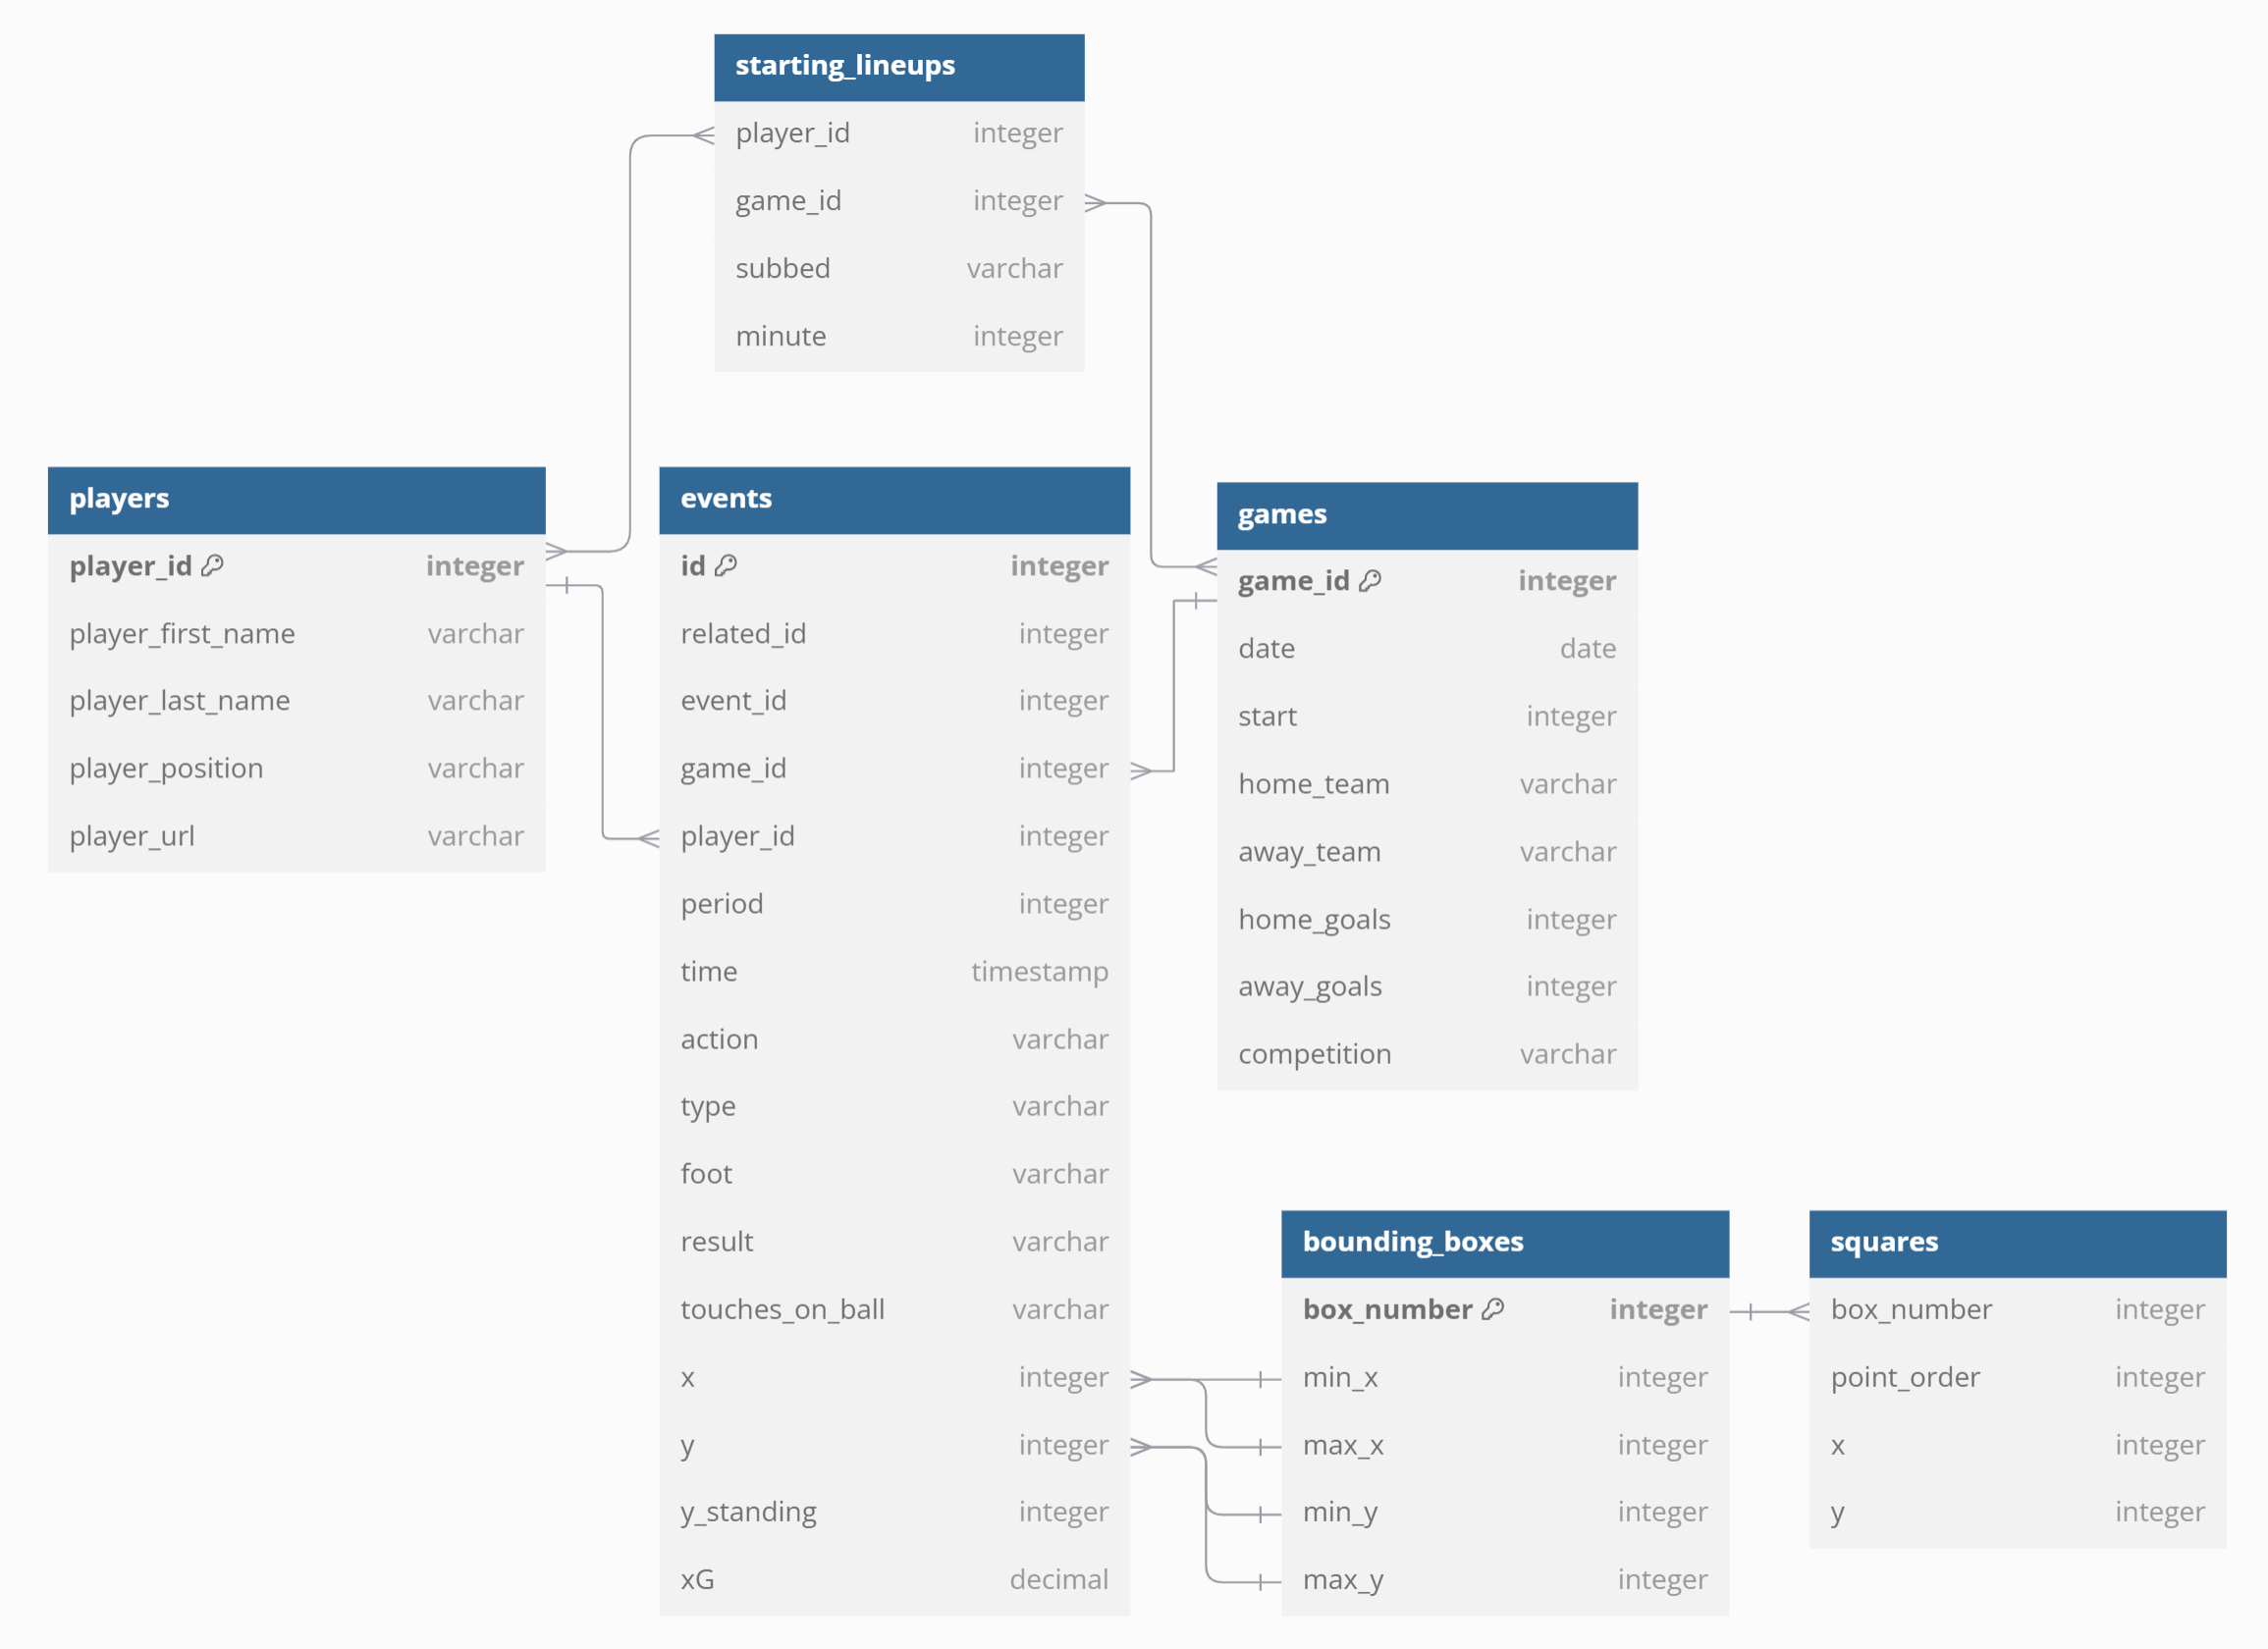 starting_lineups
player_id integer
game_id integer
subbed varchar
minute integer
players
player_id integer
player_first_name varchar
player_last_name varchar
player_position varchar
player_url varchar
events
id integer
related_id integer
event_id integer
game_id integer
player_id integer
period integer
time timestamp
action varchar
type varchar
foot varchar
result varchar
touches_on_ball varchar
x integer
y integer
y_standing integer
xG decimal
games
game_id integer
date date
start integer
home_team varchar
away_team varchar
home_goals integer
away_goals integer
competition varchar
bounding_boxes
box_number integer
min_x integer
max_x integer
min_y integer
max_y integer
squares
box_number integer
point_order integer
x integer
y integer